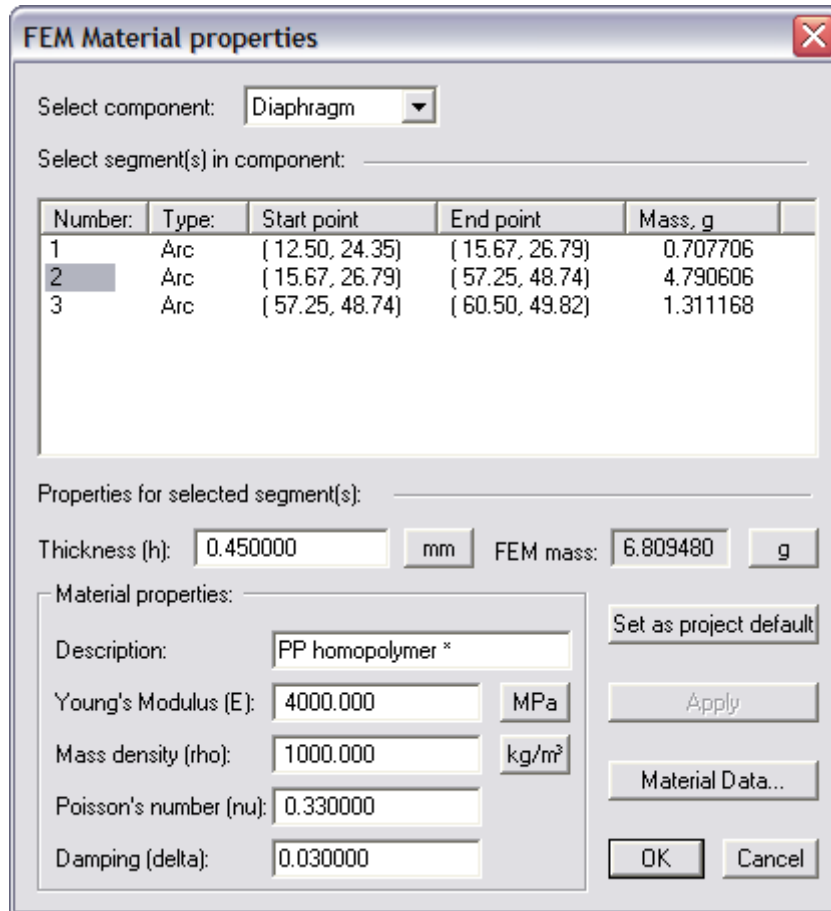 FEM Material properties
Select component: Diaphragm
Select segment(s) in component:
Number: Type: Start point End point Mass, g
1 Arc ( 12.50, 24.35) ( 15.67, 26.79) 0.707706
2 Arc ( 15.67, 26.79) ( 57.25, 48.74) 4.790606
3 Arc ( 57.25, 48.74) ( 60.50, 49.82) 1.311168
Properties for selected segment(s):
Thickness (h): 0.450000 mm FEM mass: 6.809480 g
Material properties:
Set as project default
Description: PP homopolymer *
Young's Modulus (E): 4000.000 MPa Apply
Mass density (rho): 1000.000 kg/m³
Material Data...
Poisson's number (nu): 0.330000
Damping (delta): 0.030000 OK Cancel